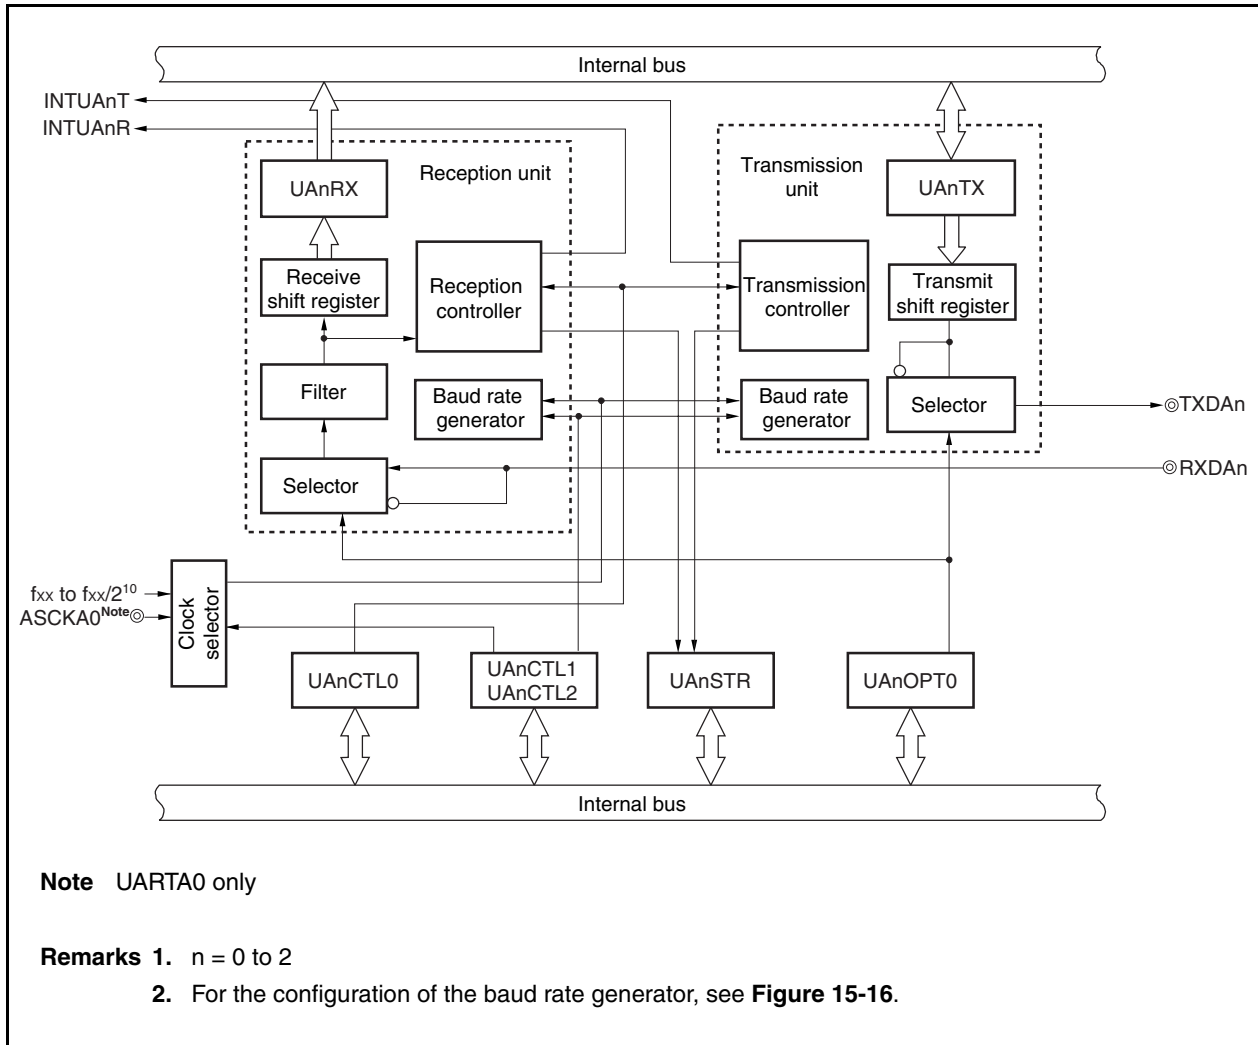 Internal bus
INTUAnT
INTUAnR
Reception unit
Transmission
unit
UAnRX
UAnTX
Receive
shift register
Reception
controller
Transmission
controller
Transmit
shift register
Filter
Baud rate
generator
Baud rate
generator
Selector
TXDAn
Selector
RXDAn
fxx to fxx/2¹⁰
ASCKA0Note
Clock
selector
UAnCTL0
UAnCTL1
UAnCTL2
UAnSTR
UAnOPT0
Internal bus
Note UARTA0 only
Remarks 1. n = 0 to 2
2. For the configuration of the baud rate generator, see Figure 15-16.